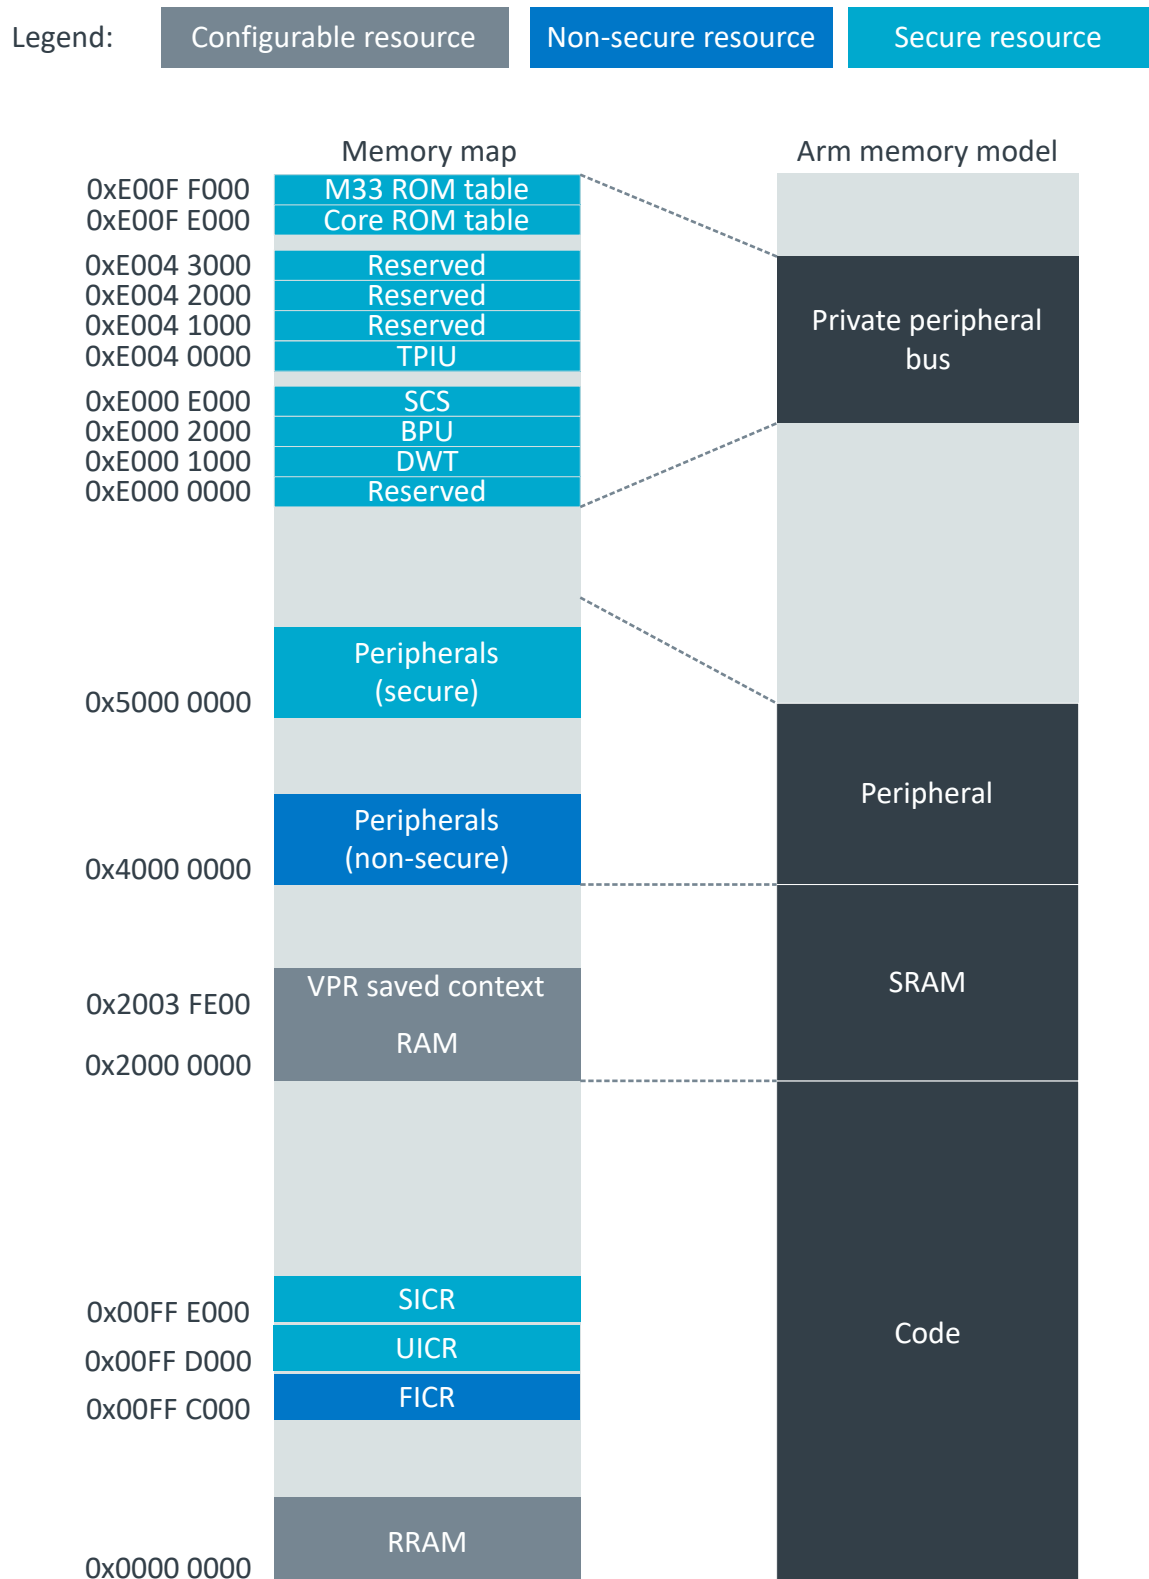 Legend:
Configurable resource
Non-secure resource
Secure resource
Memory map
Arm memory model
0xE00F F000
M33 ROM table
0xE00F E000
Core ROM table
0xE004 3000
Reserved
0xE004 2000
Reserved
0xE004 1000
Reserved
0xE004 0000
TPIU
0xE000 E000
SCS
0xE000 2000
BPU
0xE000 1000
DWT
0xE000 0000
Reserved
Private peripheral
bus
Peripherals
(secure)
0x5000 0000
Peripherals
(non-secure)
0x4000 0000
Peripheral
VPR saved context
0x2003 FE00
RAM
0x2000 0000
SRAM
SICR
0x00FF E000
UICR
0x00FF D000
FICR
0x00FF C000
Code
RRAM
0x0000 0000